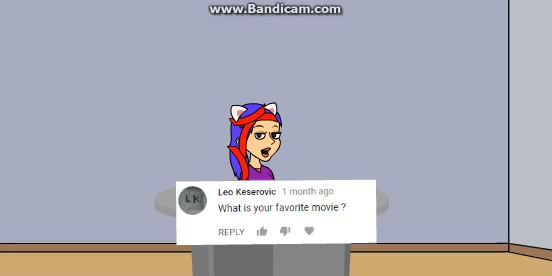 www.Bandicam.com
LK
Leo Keserovic 1 month ago
What is your favorite movie ?
REPLY